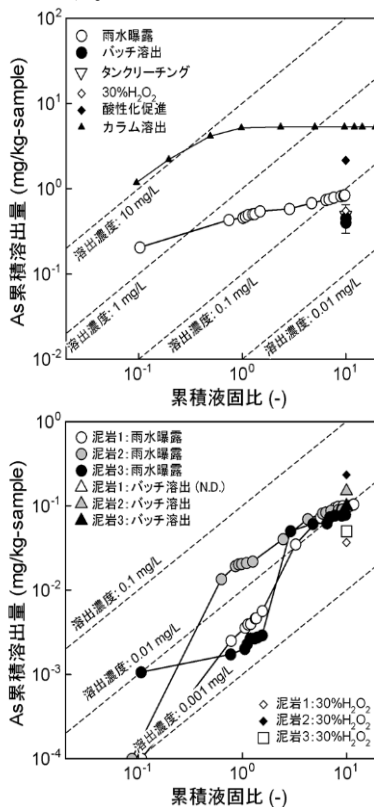 10²
10¹
10⁰
10⁻¹
10⁻²
As累積溶出量 (mg/kg-sample)
雨水曝露
バッチ溶出
タンクリーチング
30%H₂O₂
酸性化促進
カラム溶出
溶出濃度: 10 mg/L
溶出濃度: 1 mg/L
溶出濃度: 0.1 mg/L
溶出濃度: 0.01 mg/L
10⁻¹ 10⁰ 10¹
累積液固比 (-)
10⁰
10⁻¹
10⁻²
10⁻³
10⁻⁴
As累積溶出量 (mg/kg-sample)
泥岩1: 雨水曝露
泥岩2: 雨水曝露
泥岩3: 雨水曝露
泥岩1: バッチ溶出 (N.D.)
泥岩2: バッチ溶出
泥岩3: バッチ溶出
溶出濃度: 0.1 mg/L
溶出濃度: 0.01 mg/L
溶出濃度: 0.001 mg/L
泥岩1: 30%H₂O₂
泥岩2: 30%H₂O₂
泥岩3: 30%H₂O₂
10⁻¹ 10⁰ 10¹
累積液固比 (-)